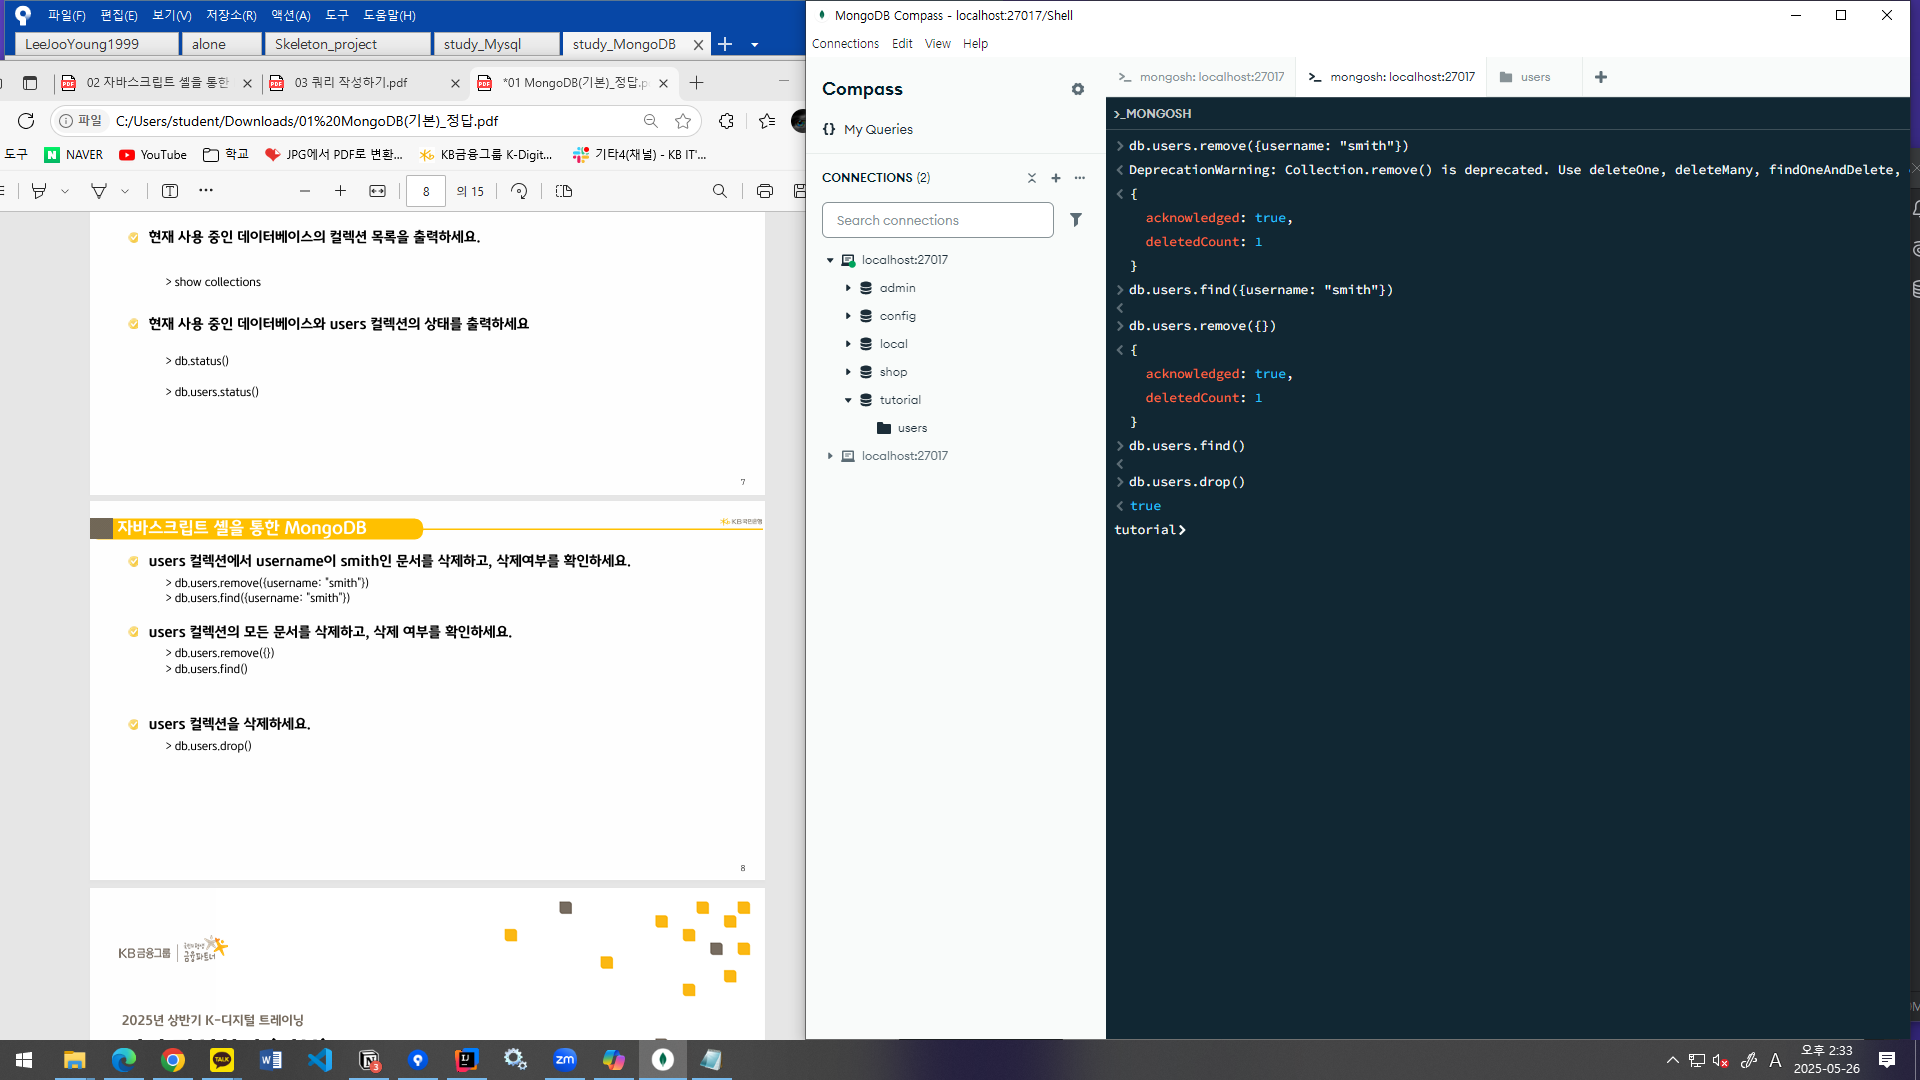 파일(F) 편집(E) 보기(V) 저장소(R) 액션(A) 도구 도움말(H)
LeeJooYoung1999 alone Skeleton_project study_Mysql study_MongoDB
02 자바스크립트 셸을 통한 03 쿼리 작성하기.pdf *01 MongoDB(기본)_정답.p
파일 C:/Users/student/Downloads/01%20MongoDB(기본)_정답.pdf
도구 NAVER YouTube 학교 JPG에서 PDF로 변환... KB금융그룹 K-Digit... 기타4(채널) - KB IT'...
8 의 15
현재 사용 중인 데이터베이스의 컬렉션 목록을 출력하세요.
> show collections
현재 사용 중인 데이터베이스와 users 컬렉션의 상태를 출력하세요
> db.status()
> db.users.status()
7
자바스크립트 셸을 통한 MongoDB
KB국민은행
users 컬렉션에서 username이 smith인 문서를 삭제하고, 삭제여부를 확인하세요.
> db.users.remove({username: "smith"})
> db.users.find({username: "smith"})
users 컬렉션의 모든 문서를 삭제하고, 삭제 여부를 확인하세요.
> db.users.remove({})
> db.users.find()
users 컬렉션을 삭제하세요.
> db.users.drop()
8
KB금융그룹
금융파트너
2025년 상반기 K-디지털 트레이닝
MongoDB Compass - localhost:27017/Shell
Connections Edit View Help
Compass
{} My Queries
CONNECTIONS (2)
Search connections
localhost:27017
admin
config
local
shop
tutorial
users
localhost:27017
mongosh: localhost:27017 mongosh: localhost:27017 users
>_MONGOSH
> db.users.remove({username: "smith"})
< DeprecationWarning: Collection.remove() is deprecated. Use deleteOne, deleteMany, findOneAndDelete,
< {
acknowledged: true,
deletedCount: 1
}
> db.users.find({username: "smith"})
<
> db.users.remove({})
< {
acknowledged: true,
deletedCount: 1
}
> db.users.find()
<
> db.users.drop()
< true
tutorial>
TALK
3
zm
A
오후 2:33
2025-05-26